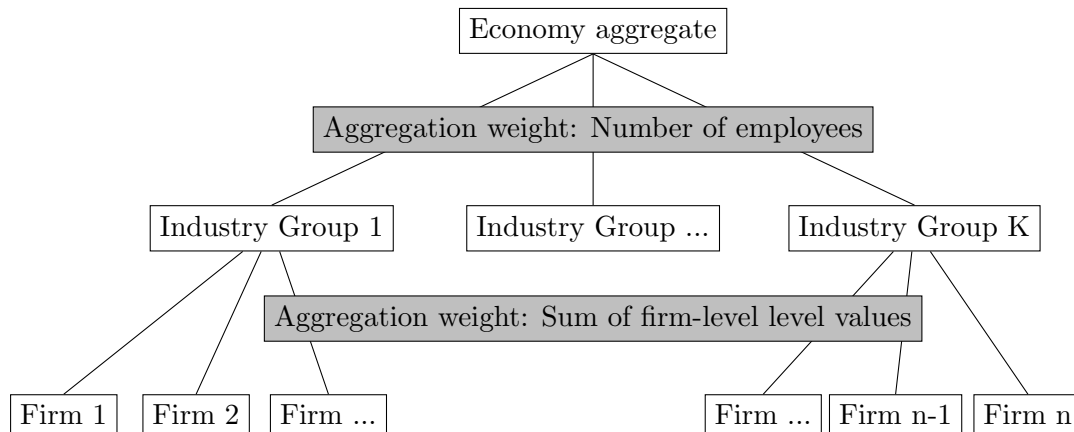 Economy aggregate
Aggregation weight: Number of employees
Industry Group 1
Industry Group ...
Industry Group K
Aggregation weight: Sum of firm-level level values
Firm 1
Firm 2
Firm ...
Firm ...
Firm n-1
Firm n